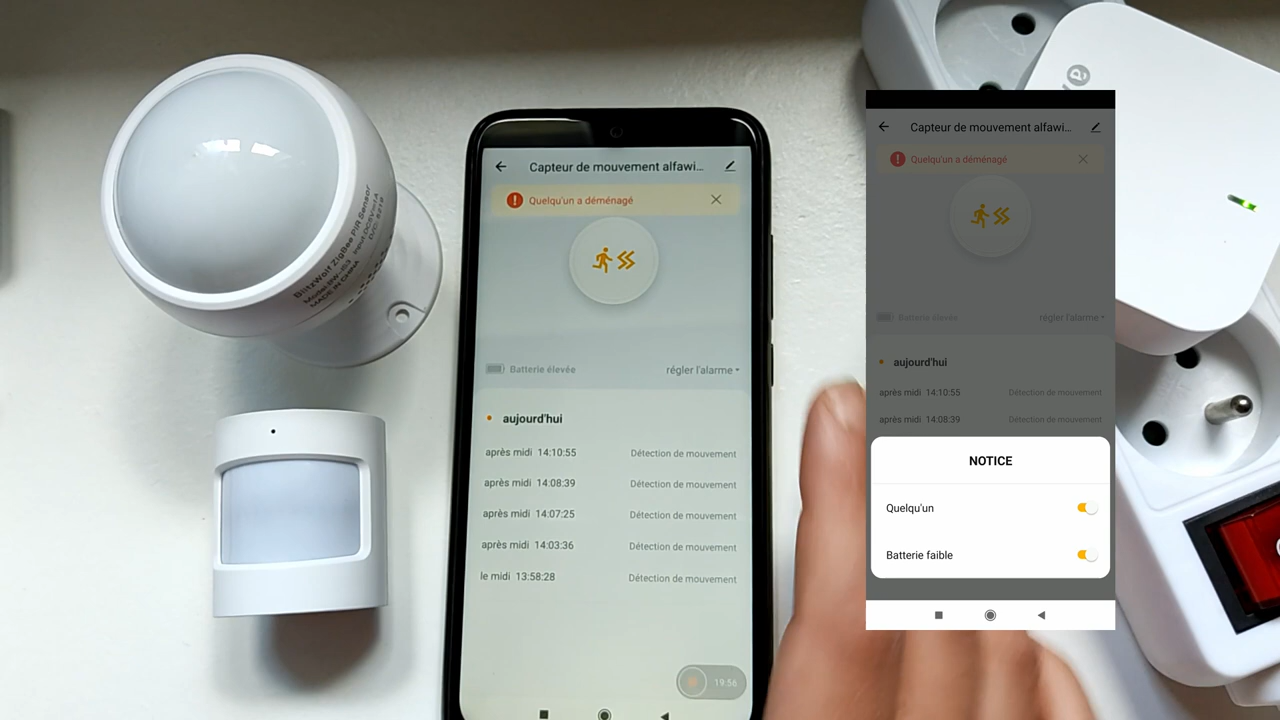 BlitzWolf ZigBee PIR Sensor
MADE IN CHINA
Capteur de mouvement alfawi...
Quelqu'un a déménagé
Batterie élevée
régler l'alarme
aujourd'hui
après midi 14:10:55 Détection de mouvement
après midi 14:08:39 Détection de mouvement
après midi 14:07:25 Détection de mouvement
après midi 14:03:36 Détection de mouvement
le midi 13:58:28 Détection de mouvement
19:56
Capteur de mouvement alfawi...
Quelqu'un a déménagé
Batterie élevée
régler l'alarme
aujourd'hui
après midi 14:10:55 Détection de mouvement
après midi 14:08:39 Détection de mouvement
NOTICE
Quelqu'un
Batterie faible